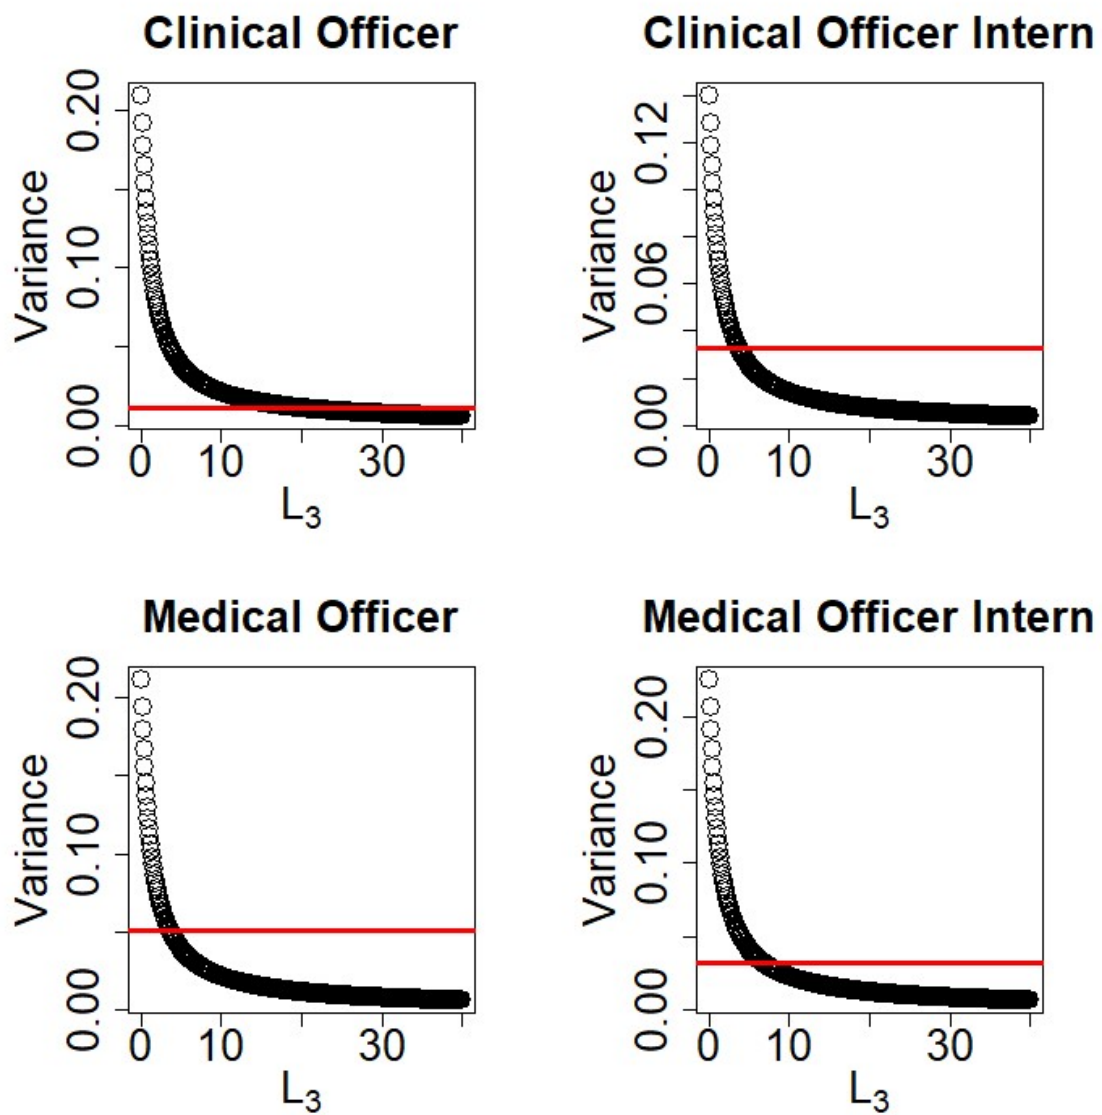 Clinical Officer
Variance
0.20
0.10
0.00
0 10 30
L₃
Clinical Officer Intern
Variance
0.12
0.06
0.00
0 10 30
L₃
Medical Officer
Variance
0.20
0.10
0.00
0 10 30
L₃
Medical Officer Intern
Variance
0.20
0.10
0.00
0 10 30
L₃